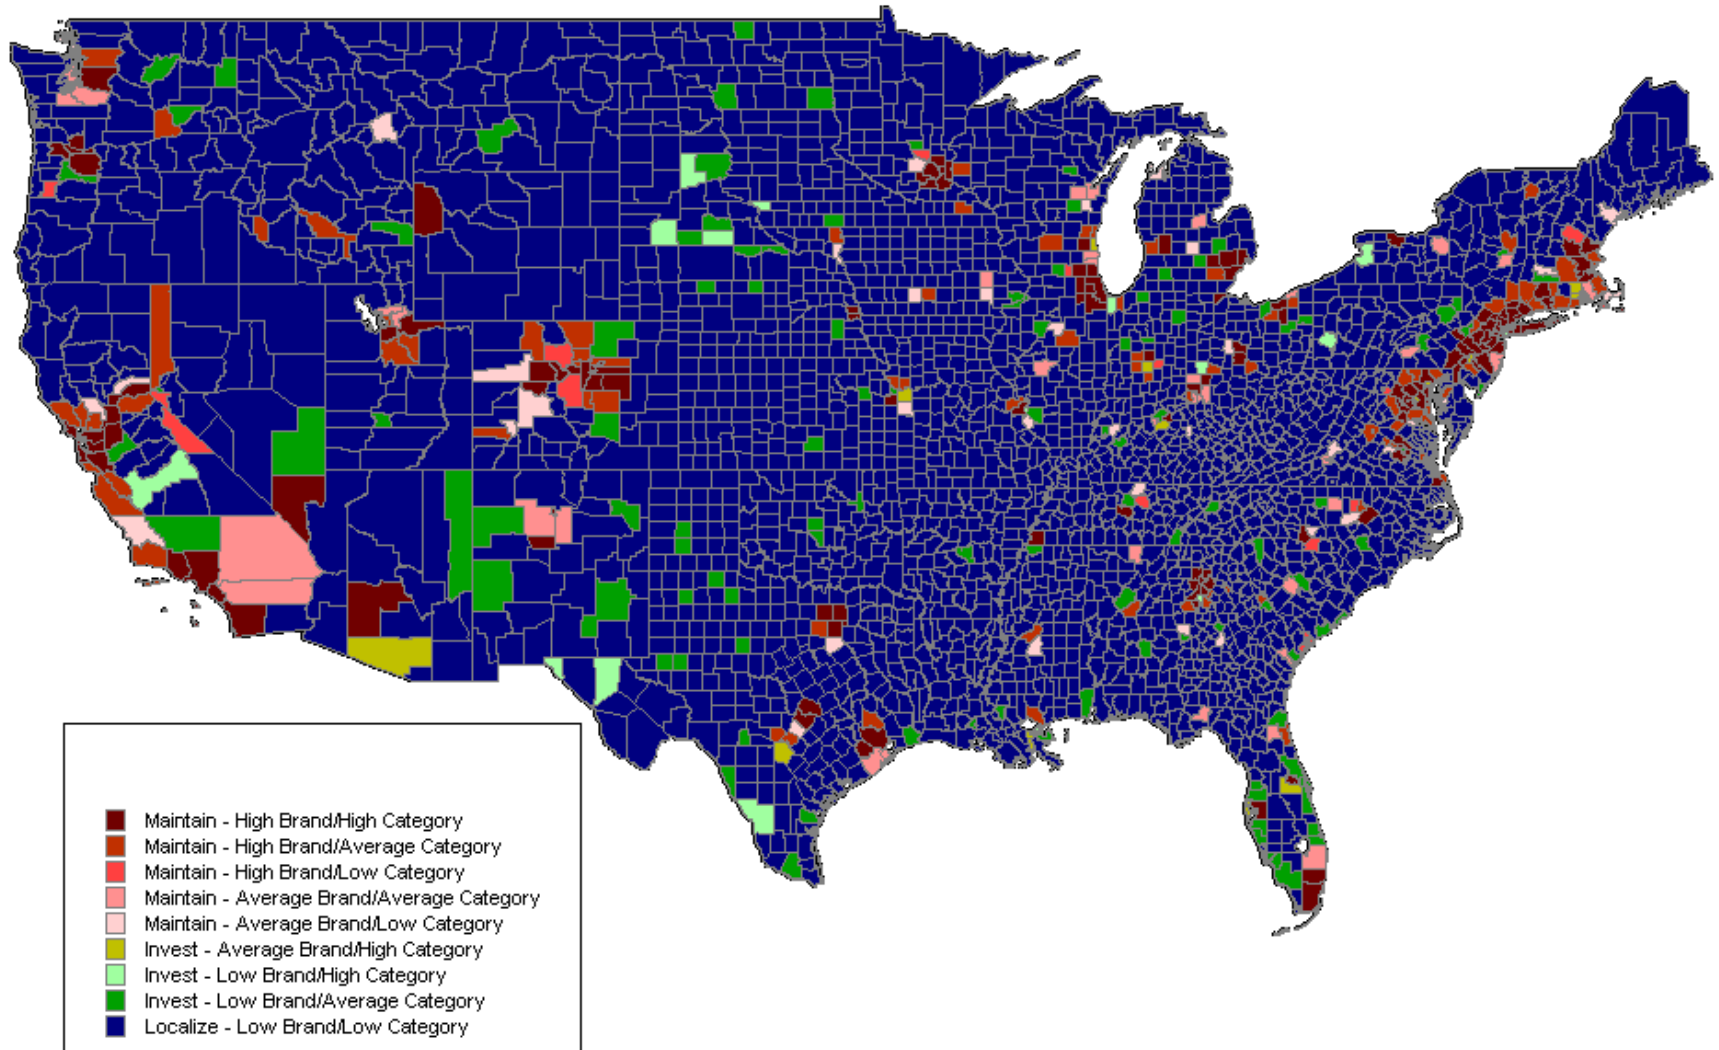 Maintain - High Brand/High Category
Maintain - High Brand/Average Category
Maintain - High Brand/Low Category
Maintain - Average Brand/Average Category
Maintain - Average Brand/Low Category
Invest - Average Brand/High Category
Invest - Low Brand/High Category
Invest - Low Brand/Average Category
Localize - Low Brand/Low Category